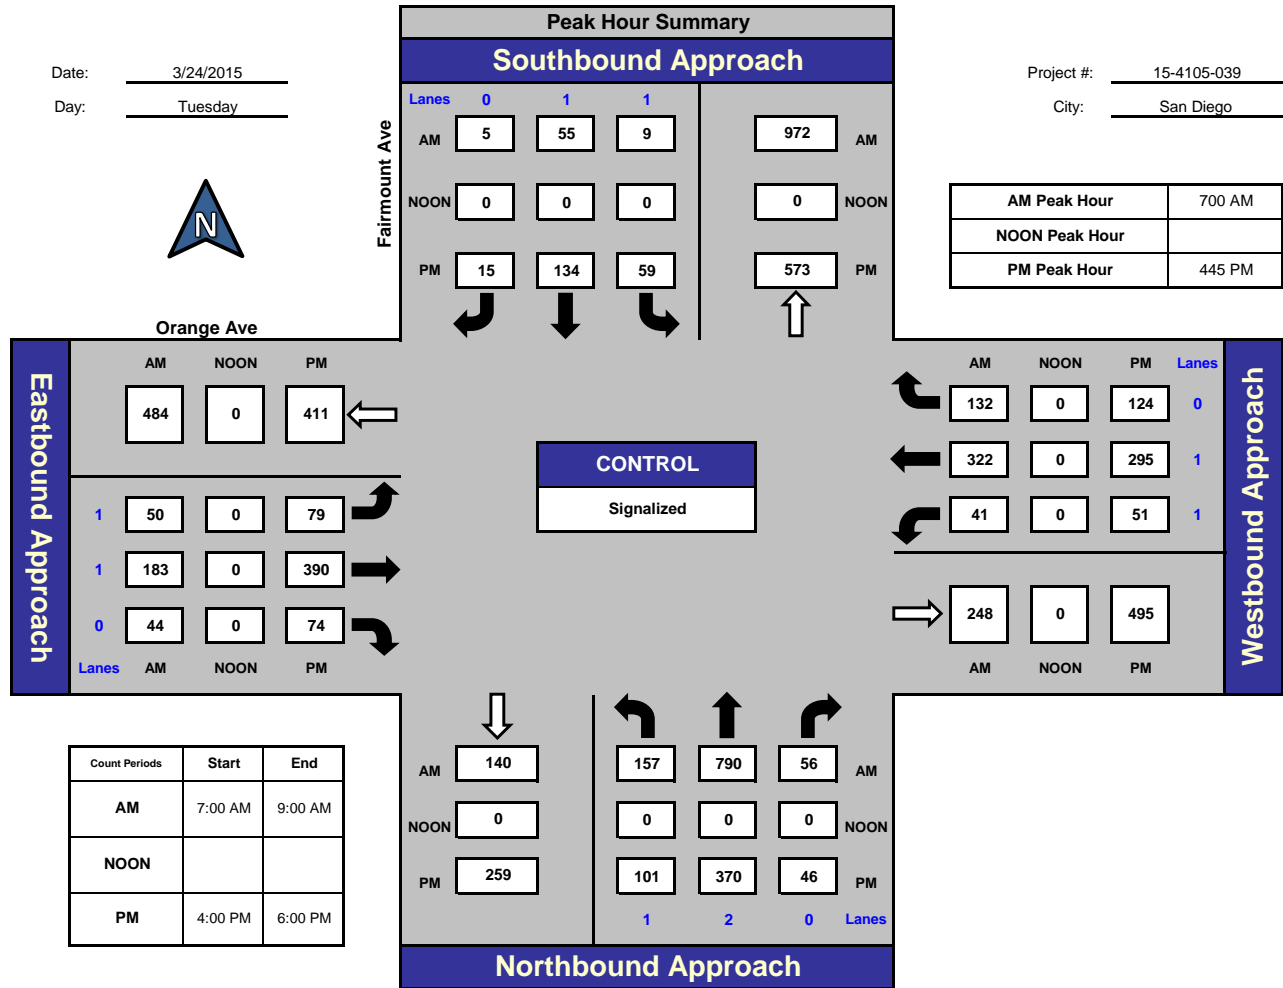 Peak Hour Summary
Southbound Approach
Date: 3/24/2015
Day: Tuesday
Project #: 15-4105-039
City: San Diego
N
Fairmount Ave
Lanes 0 1 1
AM 5 55 9 972 AM
NOON 0 0 0 0 NOON
PM 15 134 59 573 PM
AM Peak Hour 700 AM
NOON Peak Hour
PM Peak Hour 445 PM
Orange Ave
Eastbound Approach
AM NOON PM
484 0 411
1 50 0 79
1 183 0 390
0 44 0 74
Lanes AM NOON PM
CONTROL
Signalized
AM NOON PM Lanes
132 0 124 0
322 0 295 1
41 0 51 1
248 0 495
AM NOON PM
Westbound Approach
Count Periods Start End
AM 7:00 AM 9:00 AM
NOON
PM 4:00 PM 6:00 PM
AM 140 157 790 56 AM
NOON 0 0 0 0 NOON
PM 259 101 370 46 PM
1 2 0 Lanes
Northbound Approach